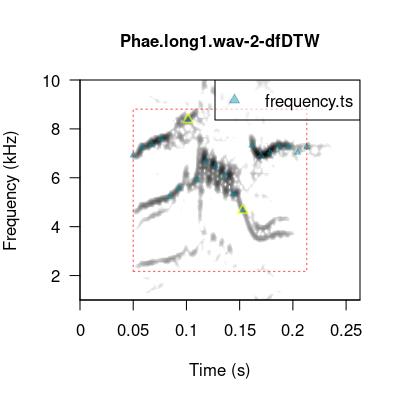 Phae.long1.wav-2-dfDTW
frequency.ts
Frequency (kHz)
10
8
6
4
2
0 0.05 0.1 0.15 0.2 0.25
Time (s)